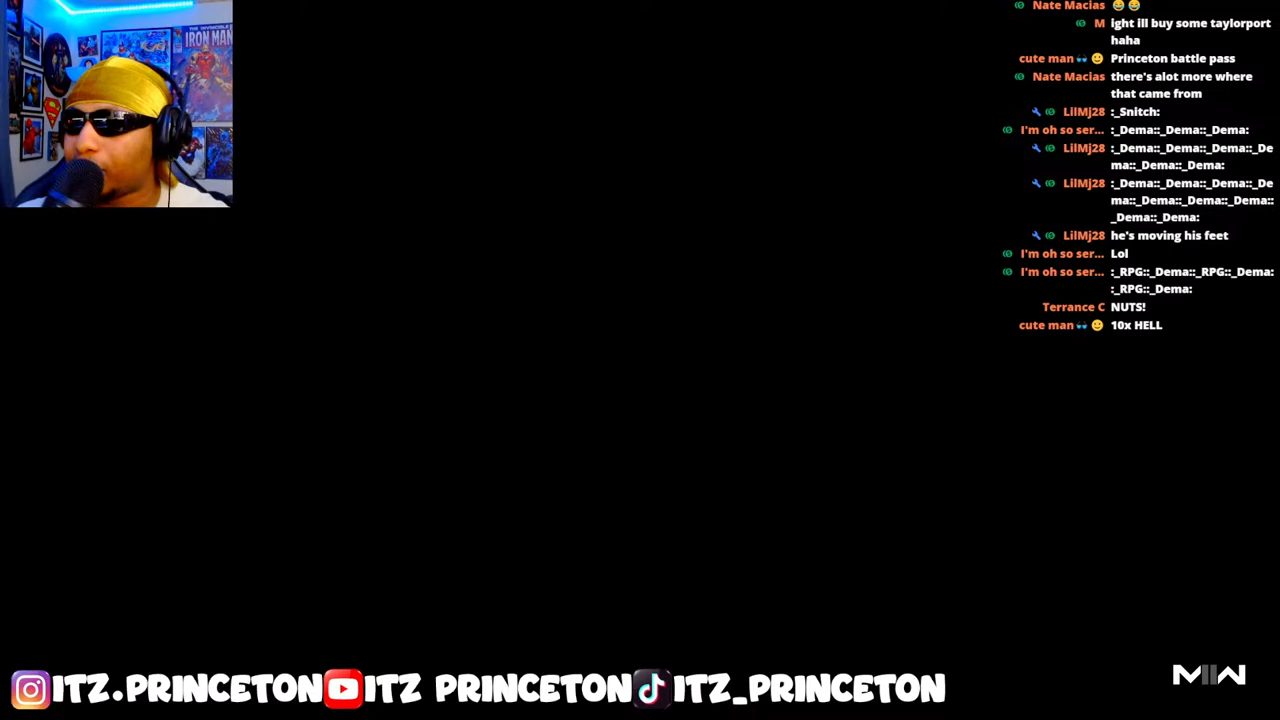 THE INVINCIBLE
IRON MAN
Nate Macias 😂😂
M ight ill buy some taylorport
haha
cute man🕶️🙂 Princeton battle pass
Nate Macias there's alot more where
that came from
LilMj28 :_Snitch:
I'm oh so ser... :_Dema::_Dema::_Dema:
LilMj28 :_Dema::_Dema::_Dema::_De
ma::_Dema::_Dema:
LilMj28 :_Dema::_Dema::_Dema::_De
ma::_Dema::_Dema::_Dema::
_Dema::_Dema:
LilMj28 he's moving his feet
I'm oh so ser... Lol
I'm oh so ser... :_RPG::_Dema::_RPG::_Dema:
:_RPG::_Dema:
Terrance C NUTS!
cute man🕶️🙂 10x HELL
ITZ.PRINCETON ITZ PRINCETON ITZ_PRINCETON
MIIW